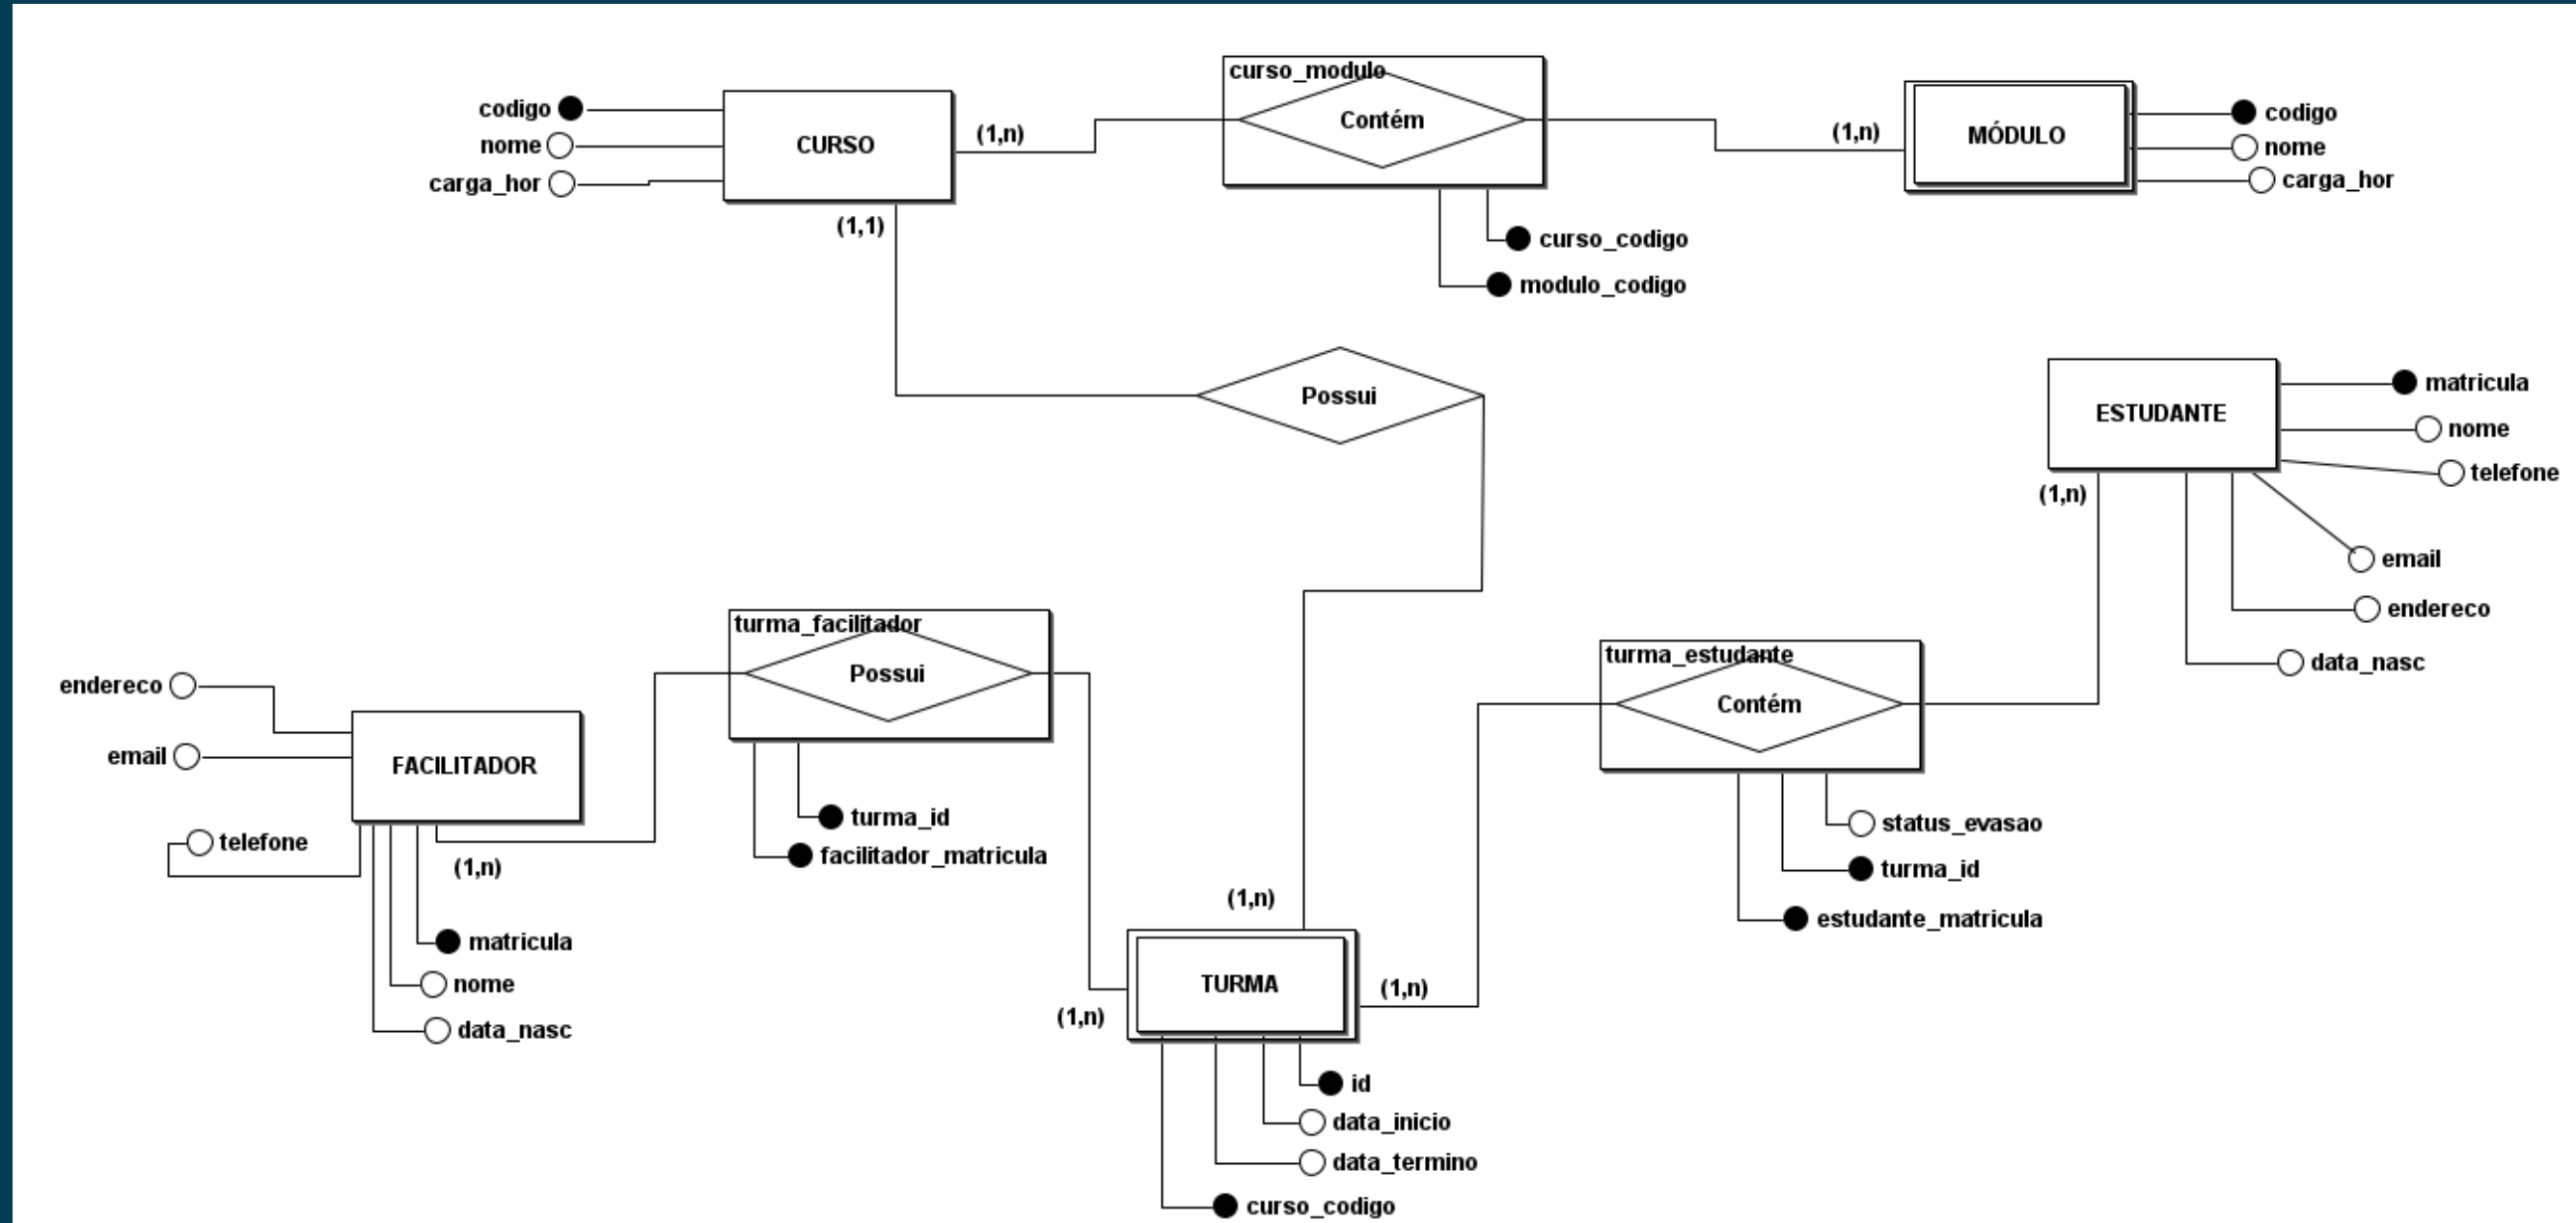 curso_modulo
codigo
nome
carga_hor
CURSO
(1,n)
Contém
(1,n)
MÓDULO
codigo
nome
carga_hor
(1,1)
curso_codigo
modulo_codigo
Possui
ESTUDANTE
matricula
nome
telefone
(1,n)
email
endereco
data_nasc
turma_facilitador
Possui
turma_estudante
Contém
endereco
email
FACILITADOR
telefone
(1,n)
matricula
nome
data_nasc
turma_id
facilitador_matricula
status_evasao
turma_id
estudante_matricula
(1,n)
TURMA
(1,n)
(1,n)
id
data_inicio
data_termino
curso_codigo